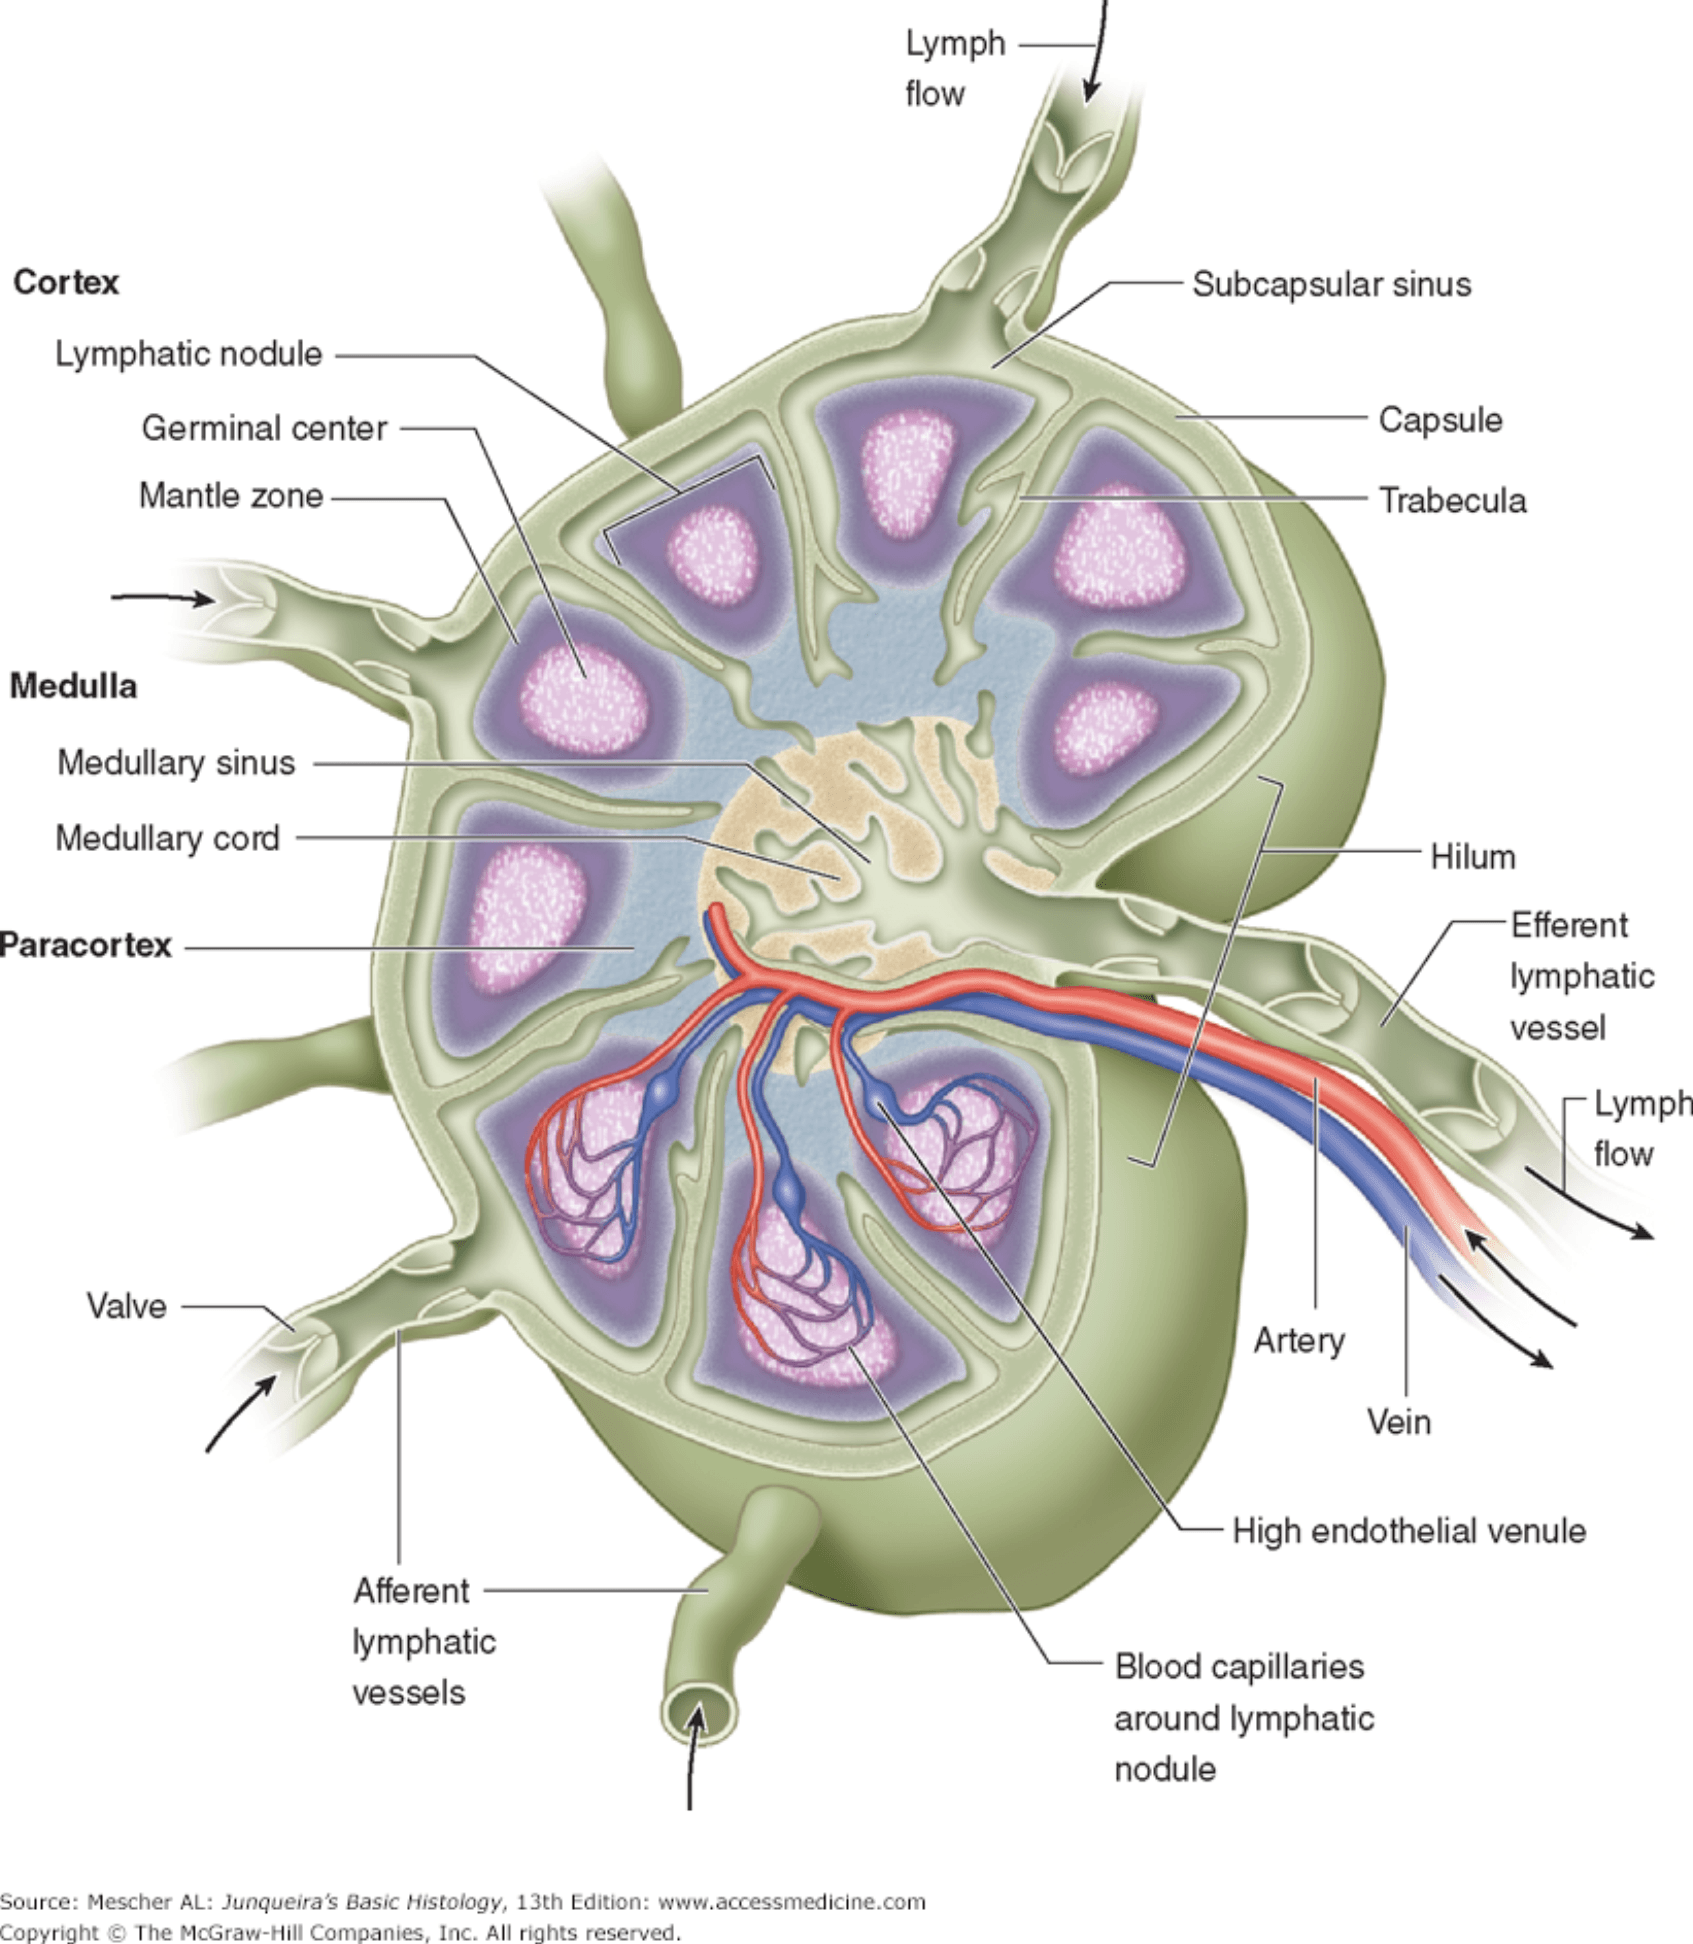 Lymph
flow
Cortex
Subcapsular sinus
Lymphatic nodule
Capsule
Germinal center
Mantle zone
Trabecula
Medulla
Medullary sinus
Medullary cord
Hilum
Efferent
lymphatic
vessel
Paracortex
Lymph
flow
Valve
Artery
Vein
High endothelial venule
Afferent
lymphatic
vessels
Blood capillaries
around lymphatic
nodule
Source: Mescher AL: Junqueira's Basic Histology, 13th Edition: www.accessmedicine.com
Copyright © The McGraw-Hill Companies, Inc. All rights reserved.